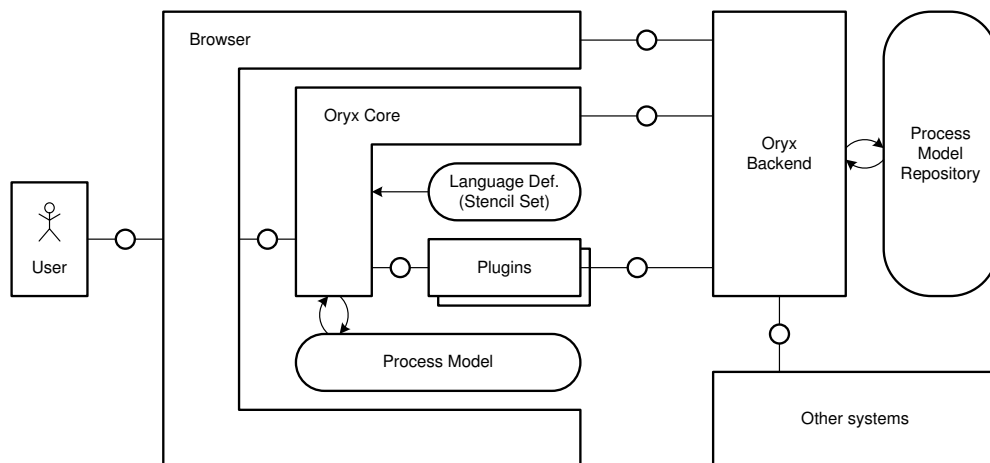 Browser
Oryx Core
Language Def.
(Stencil Set)
Plugins
Process Model
User
Oryx
Backend
Process
Model
Repository
Other systems